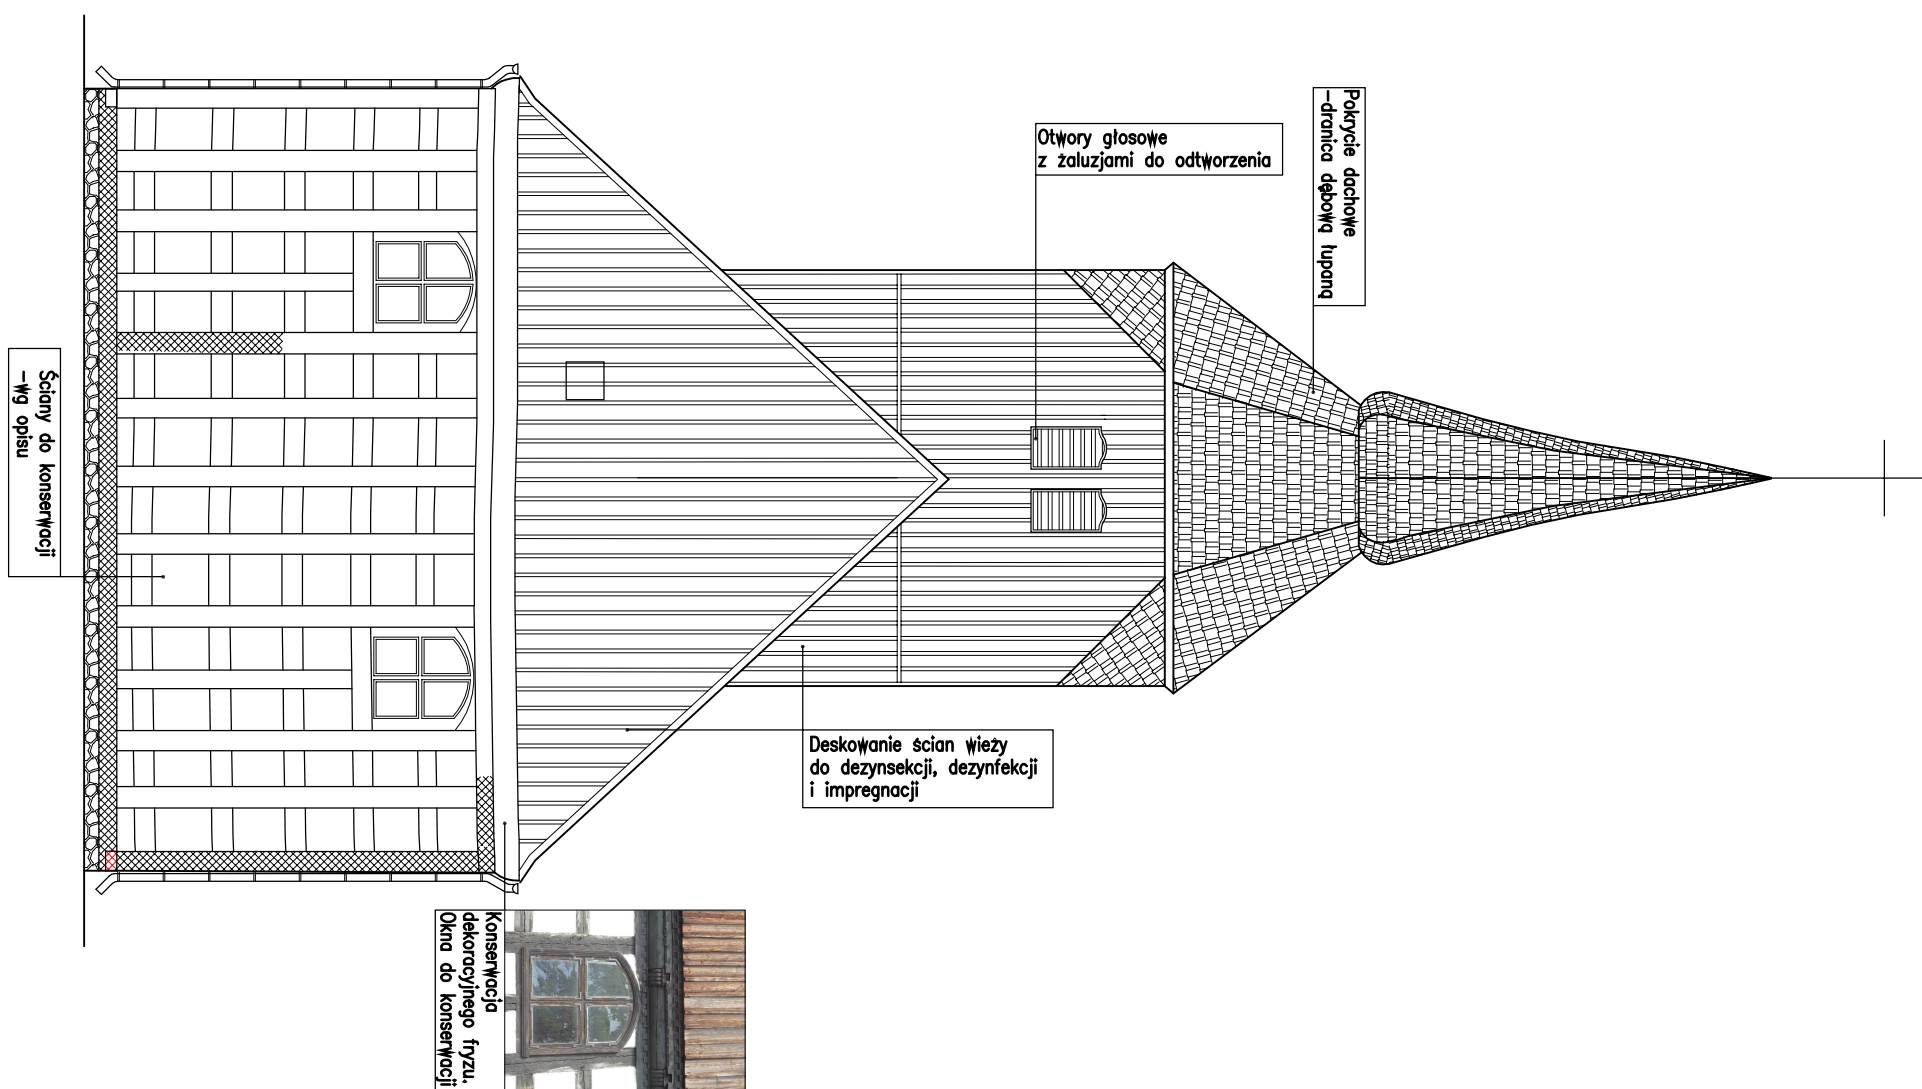 Pokrycie dachowe
-dranica dębową łupaną
Otwory głosowe
z żaluzjami do odtworzenia
Deskowanie ścian wieży
do dezynsekcji, dezynfekcji
i impregnacji
Ściany do konserwacji
-wg opisu
Konserwacja
dekoracyjnego fryzu.
Okna do konserwacji